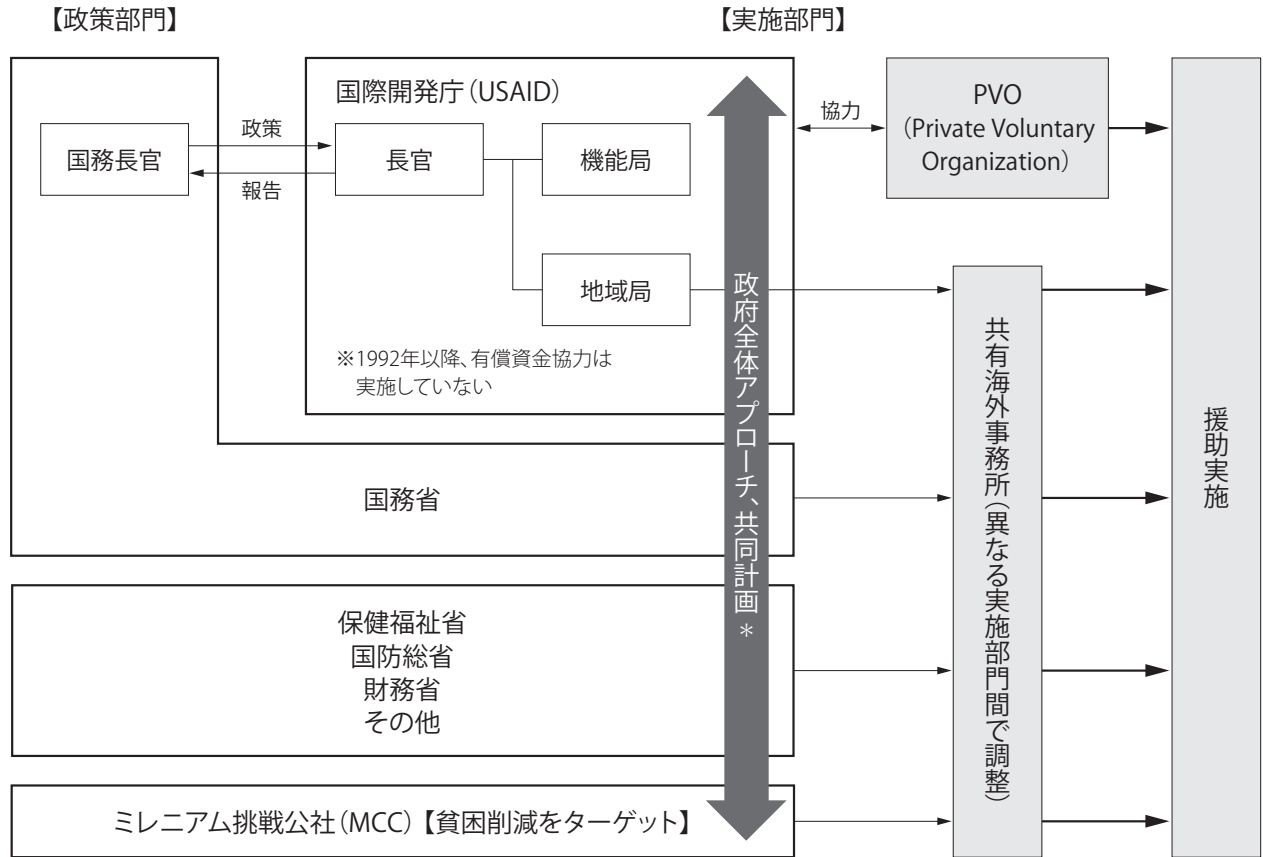 【政策部門】
【実施部門】
国際開発庁（USAID）
国務長官
政策
報告
長官
機能局
地域局
※1992年以降、有償資金協力は
実施していない
協力
PVO
（Private Voluntary
Organization）
政府全体アプローチ、共同計画＊
共有海外事務所（異なる実施部門間で調整）
援助実施
国務省
保健福祉省
国防総省
財務省
その他
ミレニアム挑戦公社（MCC）【貧困削減をターゲット】